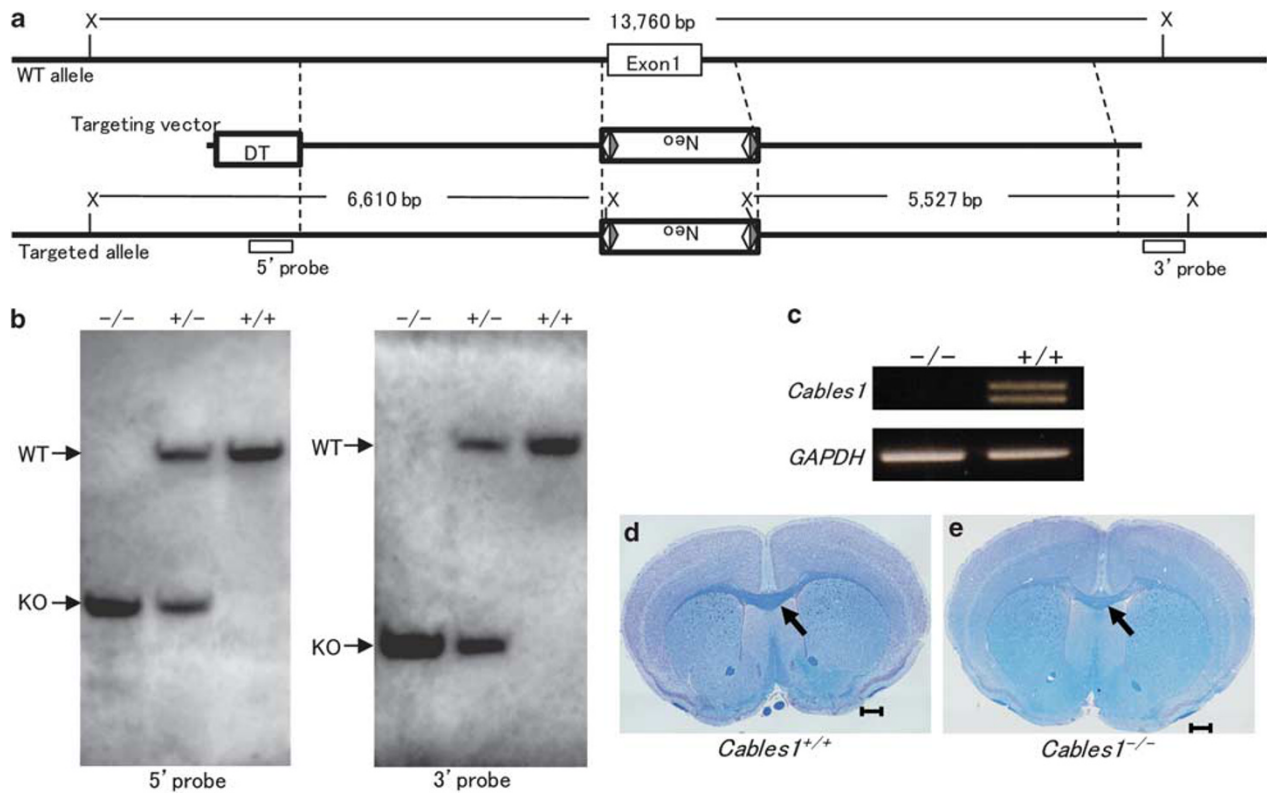 a
X
13,760 bp
X
Exon1
WT allele
Targeting vector
DT
Neo
X
6,610 bp
X
X
5,527 bp
X
Neo
Targeted allele
5' probe
3' probe
b
−/− +/− +/+
WT
KO
5' probe
−/− +/− +/+
WT
KO
3' probe
c
−/− +/+
Cables1
GAPDH
d
Cables1+/+
e
Cables1−/−